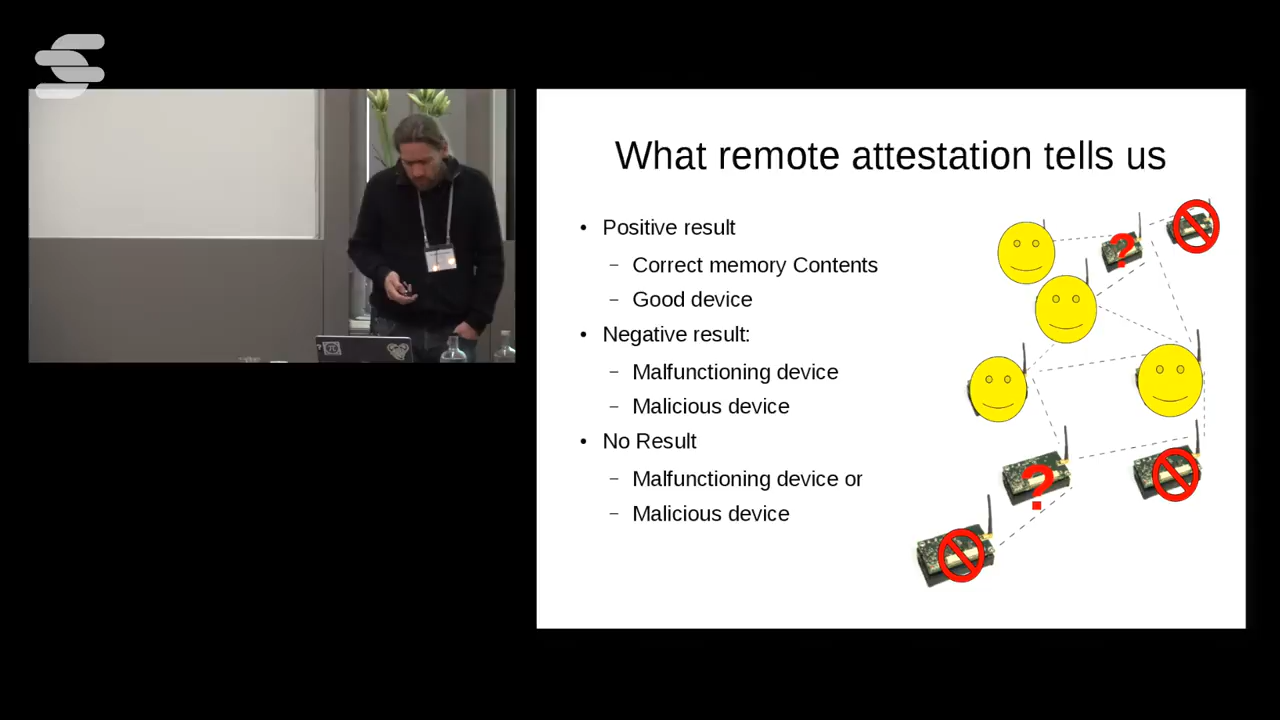 What remote attestation tells us
• Positive result
– Correct memory Contents
– Good device
• Negative result:
– Malfunctioning device
– Malicious device
• No Result
– Malfunctioning device or
– Malicious device
?
?